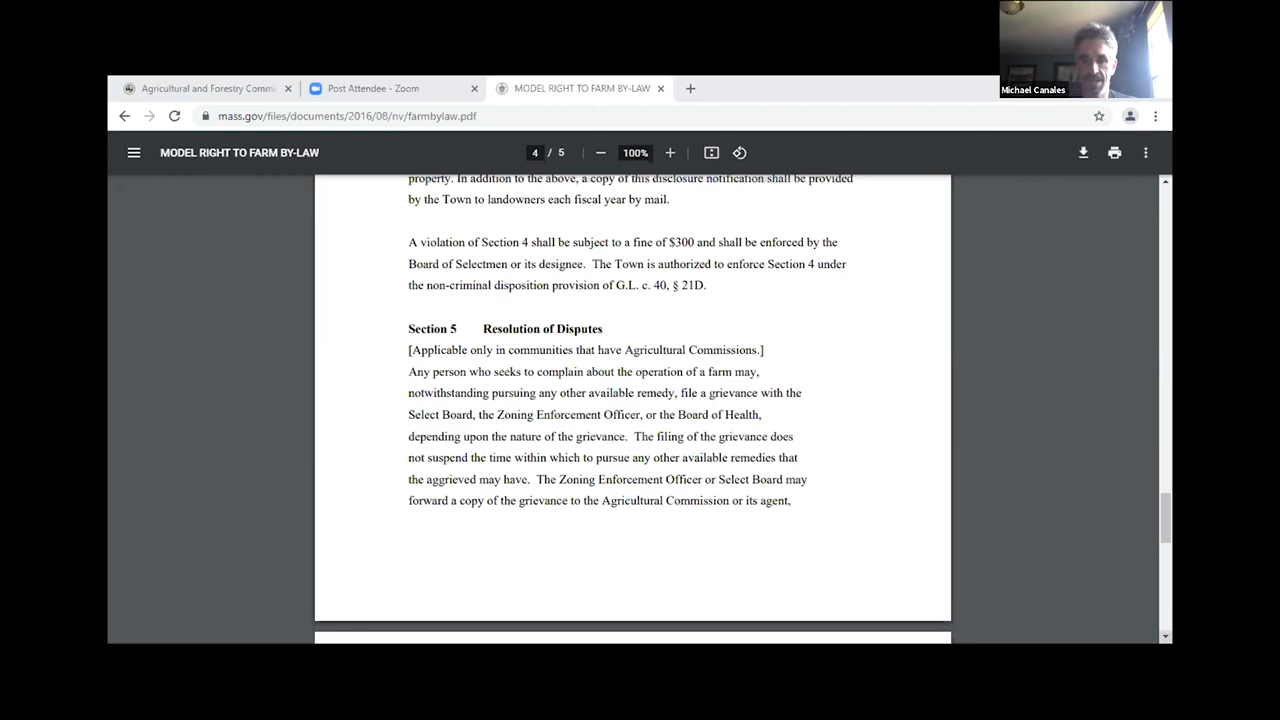 Michael Canales
Agricultural and Forestry Comm
Post Attendee - Zoom
MODEL RIGHT TO FARM BY-LAW
mass.gov/files/documents/2016/08/nv/farmbylaw.pdf
MODEL RIGHT TO FARM BY-LAW
4 / 5
100%
property. In addition to the above, a copy of this disclosure notification shall be provided
by the Town to landowners each fiscal year by mail.
A violation of Section 4 shall be subject to a fine of $300 and shall be enforced by the
Board of Selectmen or its designee. The Town is authorized to enforce Section 4 under
the non-criminal disposition provision of G.L. c. 40, § 21D.
Section 5 Resolution of Disputes
[Applicable only in communities that have Agricultural Commissions.]
Any person who seeks to complain about the operation of a farm may,
notwithstanding pursuing any other available remedy, file a grievance with the
Select Board, the Zoning Enforcement Officer, or the Board of Health,
depending upon the nature of the grievance. The filing of the grievance does
not suspend the time within which to pursue any other available remedies that
the aggrieved may have. The Zoning Enforcement Officer or Select Board may
forward a copy of the grievance to the Agricultural Commission or its agent,